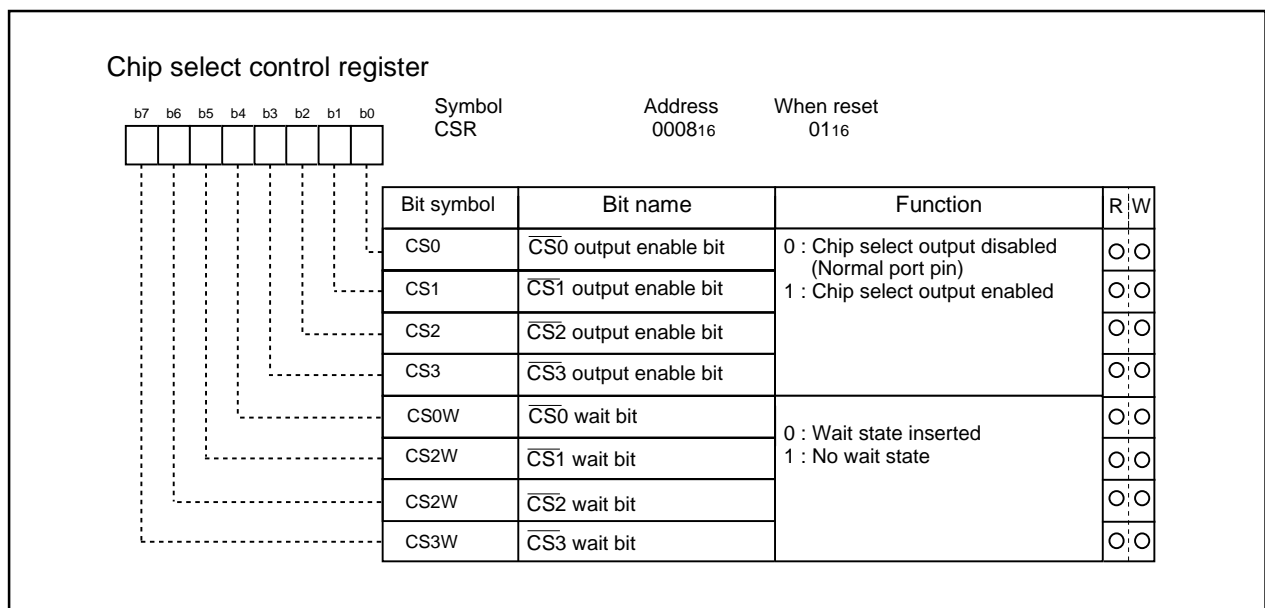 Chip select control register
b7 b6 b5 b4 b3 b2 b1 b0
Symbol Address When reset
CSR 000816 0116
Bit symbol Bit name Function R W
CS0 CS0 output enable bit 0 : Chip select output disabled
(Normal port pin)
CS1 CS1 output enable bit 1 : Chip select output enabled
CS2 CS2 output enable bit
CS3 CS3 output enable bit
CS0W CS0 wait bit 0 : Wait state inserted
CS2W CS1 wait bit 1 : No wait state
CS2W CS2 wait bit
CS3W CS3 wait bit